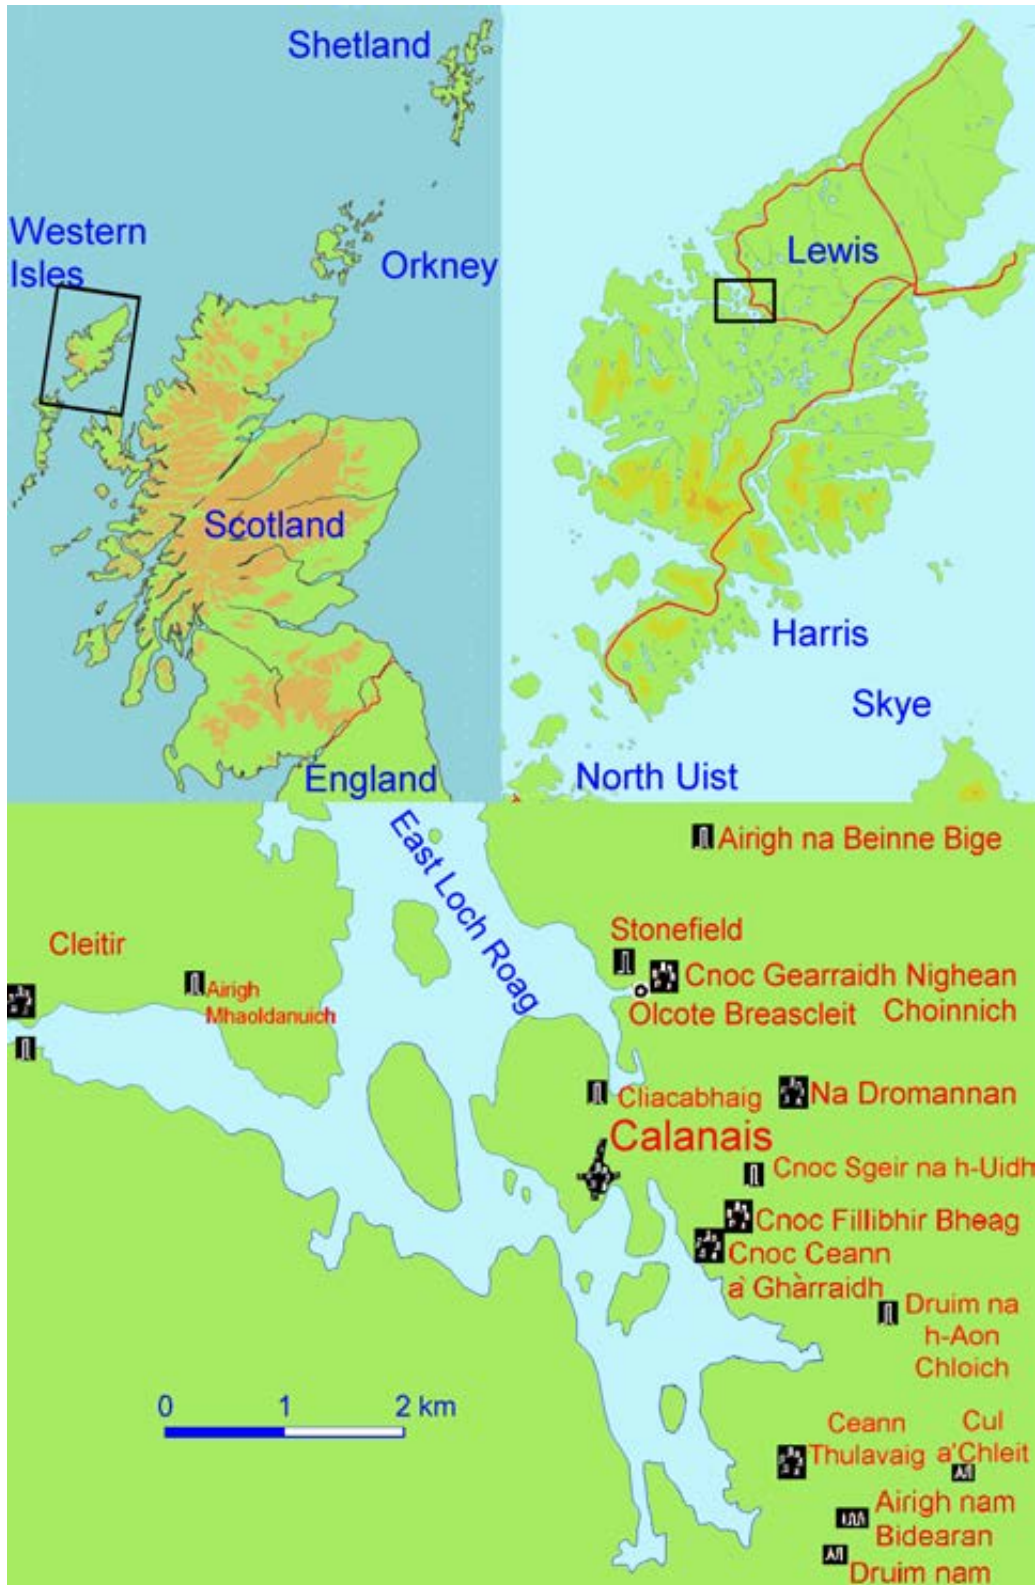 Shetland
Western
Isles
Orkney
Scotland
England
Lewis
Harris
Skye
North Uist
East Loch Roag
Airigh na Beinne Bige
Cleitir
Stonefield
Airigh
Mhaoldanuich
Cnoc Gearraidh Nighean
Choinnich
Olcote Breascleit
Cliacabhaig
Na Dromannan
Calanais
Cnoc Sgeir na h-Uidh
Cnoc Fillibhir Bheag
Cnoc Ceann
a' Ghàrraidh
Druim na
h-Aon
Chloich
0 1 2 km
Ceann
Thulavaig
Cul
a'Chleit
Airigh nam
Bidearan
Druim nam